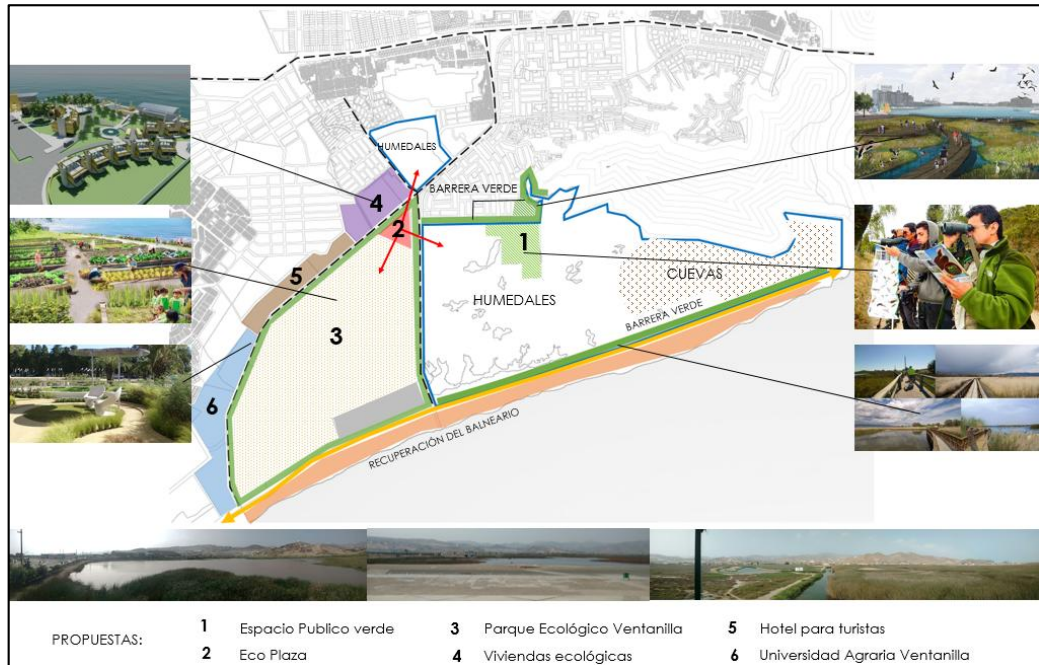 HUMEDALES
BARRERA VERDE
4
2
1
5
CUEVAS
HUMEDALES
3
BARRERA VERDE
6
RECUPERACIÓN DEL BALNEARIO
PROPUESTAS:
1 Espacio Publico verde
2 Eco Plaza
3 Parque Ecológico Ventanilla
4 Viviendas ecológicas
5 Hotel para turistas
6 Universidad Agraria Ventanilla